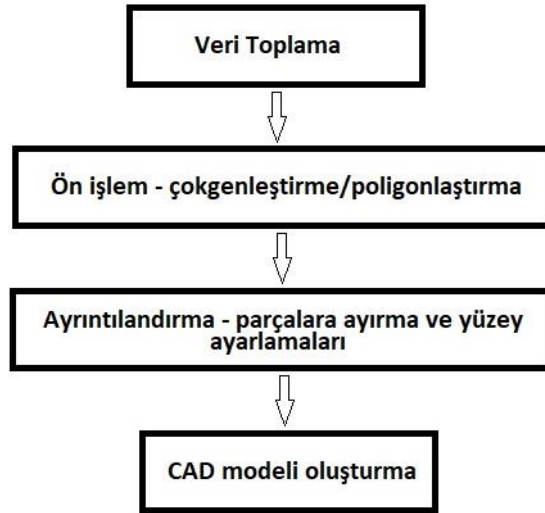 Veri Toplama
Ön işlem - çokgenleştirme/poligonlaştırma
Ayrıntılandırma - parçalara ayırma ve yüzey
ayarlamaları
CAD modeli oluşturma